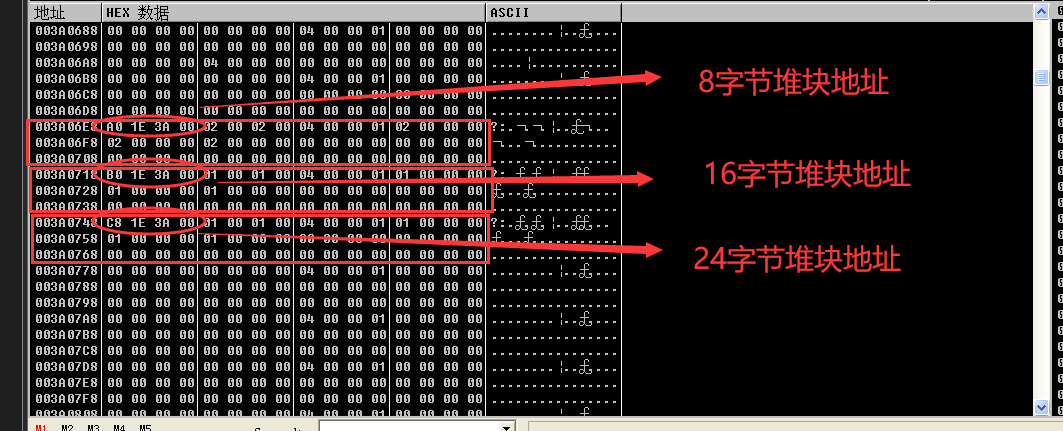 地址 HEX 数据 ASCII
003A0688 00 00 00 00 00 00 00 00 04 00 00 01 00 00 00 00
003A0698 00 00 00 00 00 00 00 00 00 00 00 00 00 00 00 00
003A06A8 00 00 00 00 04 00 00 00 00 00 00 00 00 00 00 00
003A06B8 00 00 00 00 00 00 00 00 04 00 00 01 00 00 00 00
003A06C8 00 00 00 00 00 00 00 00 00 00 00 00 00 00 00 00
003A06D8 00 00 00 00 00 00 00 00 00 00 00 00 00 00 00 00
8字节堆块地址
003A06E8 A0 1E 3A 00 02 00 02 00 04 00 00 01 02 00 00 00
003A06F8 02 00 00 00 02 00 00 00 00 00 00 00 00 00 00 00
003A0708 00 00 00 00 00 00 00 00 00 00 00 00 00 00 00 00
003A0718 B0 1E 3A 00 01 00 01 00 04 00 00 01 01 00 00 00
16字节堆块地址
003A0728 01 00 00 00 01 00 00 00 00 00 00 00 00 00 00 00
003A0738 00 00 00 00 00 00 00 00 00 00 00 00 00 00 00 00
003A0748 C8 1E 3A 00 01 00 01 00 04 00 00 01 01 00 00 00
003A0758 01 00 00 00 01 00 00 00 00 00 00 00 00 00 00 00
24字节堆块地址
003A0768 00 00 00 00 00 00 00 00 00 00 00 00 00 00 00 00
003A0778 00 00 00 00 00 00 00 00 04 00 00 01 00 00 00 00
003A0788 00 00 00 00 00 00 00 00 00 00 00 00 00 00 00 00
003A0798 00 00 00 00 00 00 00 00 00 00 00 00 00 00 00 00
003A07A8 00 00 00 00 00 00 00 00 04 00 00 01 00 00 00 00
003A07B8 00 00 00 00 00 00 00 00 00 00 00 00 00 00 00 00
003A07C8 00 00 00 00 00 00 00 00 00 00 00 00 00 00 00 00
003A07D8 00 00 00 00 00 00 00 00 04 00 00 01 00 00 00 00
003A07E8 00 00 00 00 00 00 00 00 00 00 00 00 00 00 00 00
003A07F8 00 00 00 00 00 00 00 00 00 00 00 00 00 00 00 00
003A0808 00 00 00 00 00 00 00 00 04 00 00 01 00 00 00 00
M1 M2 M3 M4 M5